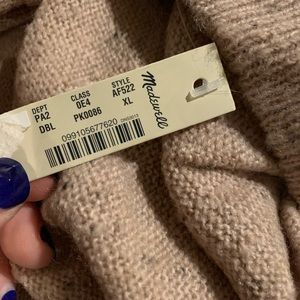 DEPT CLASS STYLE
PA2 0E4 AF522
DBL PK0086 XL
Madewell
099105677620